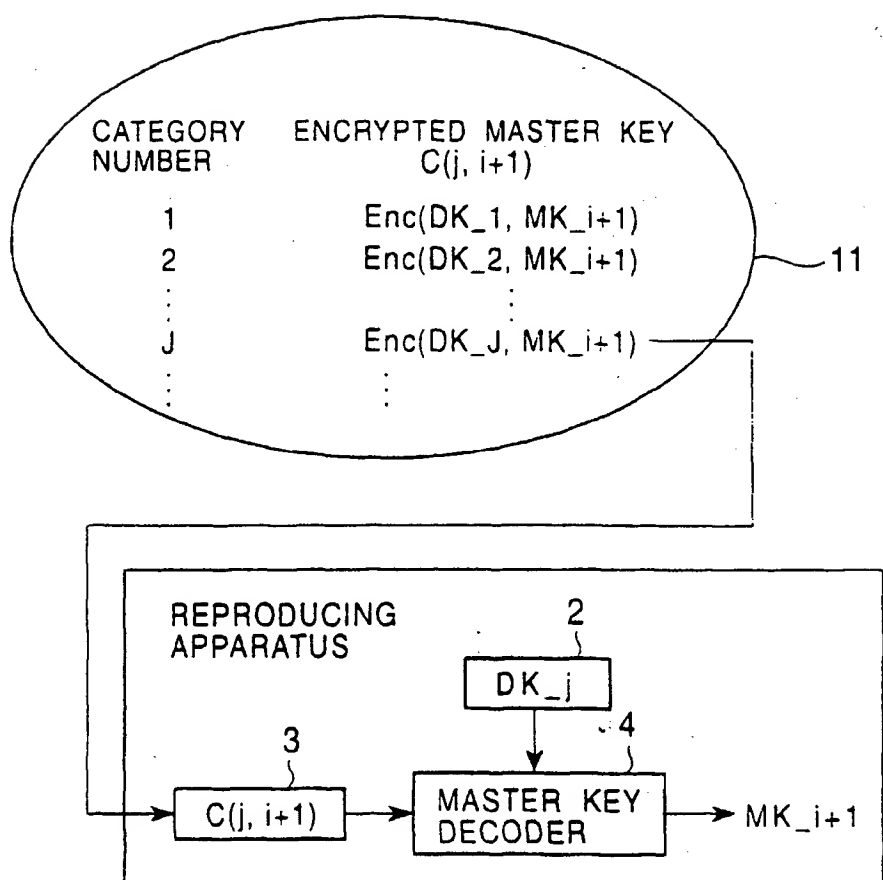 CATEGORY NUMBER
ENCRYPTED MASTER KEY
C(j, i+1)
1 Enc(DK_1, MK_i+1)
2 Enc(DK_2, MK_i+1)
J Enc(DK_J, MK_i+1)
11
REPRODUCING
APPARATUS
2
DK_j
3
C(j, i+1)
4
MASTER KEY
DECODER
MK_i+1